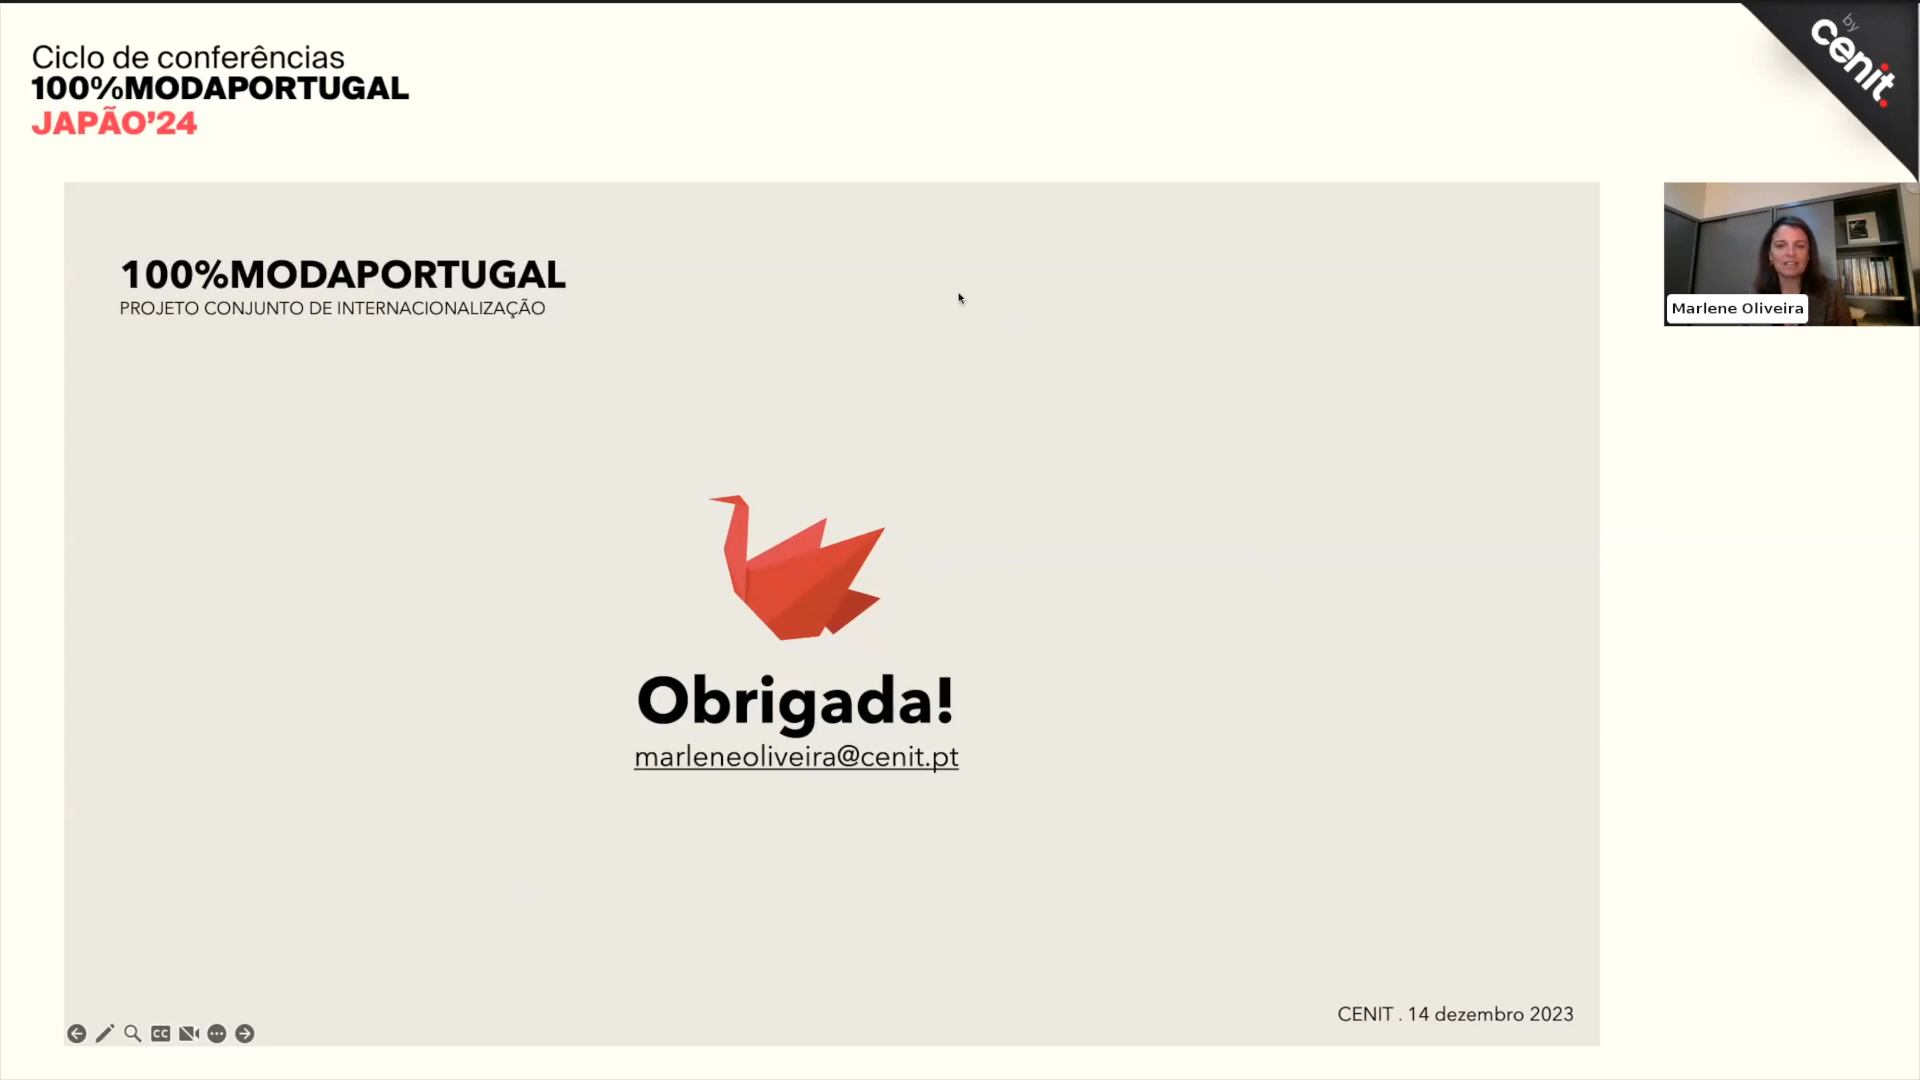 Ciclo de conferências
100%MODAPORTUGAL
JAPÃO’24
by
cenit.
100%MODAPORTUGAL
PROJETO CONJUNTO DE INTERNACIONALIZAÇÃO
Marlene Oliveira
Obrigada!
marleneoliveira@cenit.pt
CENIT . 14 dezembro 2023
CC